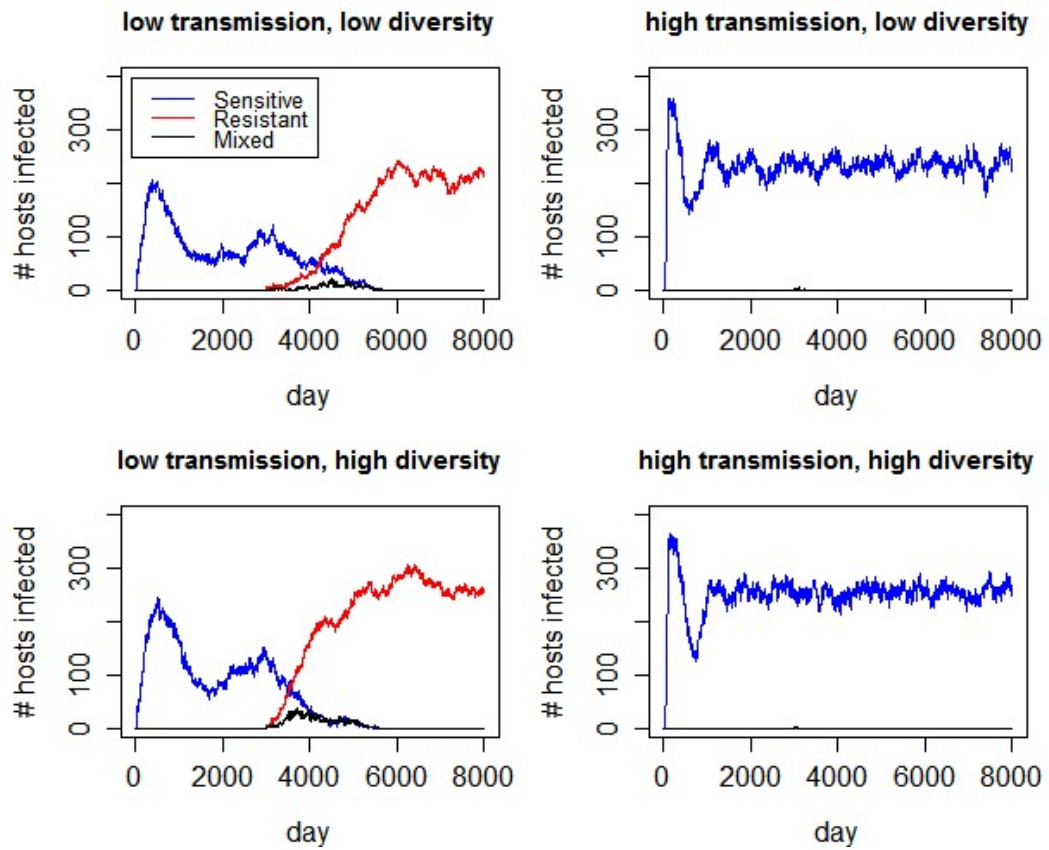 low transmission, low diversity
# hosts infected
300
100
0
Sensitive
Resistant
Mixed
0 2000 4000 6000 8000
day
high transmission, low diversity
# hosts infected
300
100
0
0 2000 4000 6000 8000
day
low transmission, high diversity
# hosts infected
300
100
0
0 2000 4000 6000 8000
day
high transmission, high diversity
# hosts infected
300
100
0
0 2000 4000 6000 8000
day